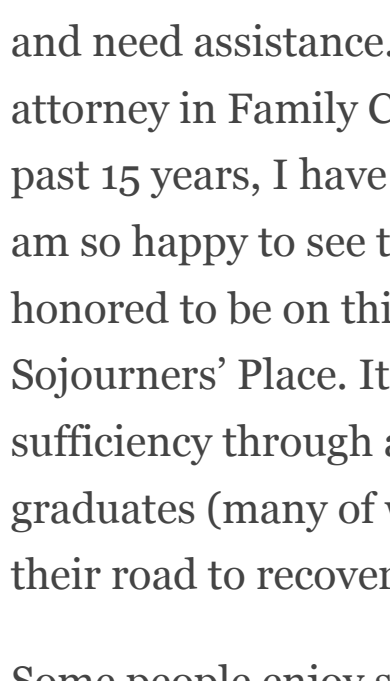 and need assistance.
attorney in Family C
past 15 years, I have
am so happy to see t
honored to be on thi
Sojourners’ Place. It
sufficiency through a
graduates (many of w
their road to recover
Some people enjoy s